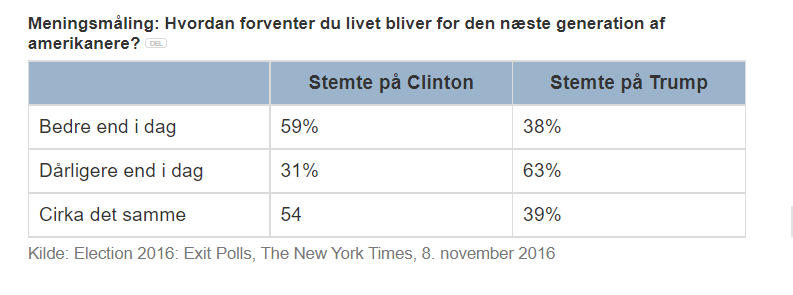 Meningsmåling: Hvordan forventer du livet bliver for den næste generation af
amerikanere? DEL
Stemte på Clinton Stemte på Trump
Bedre end i dag 59% 38%
Dårligere end i dag 31% 63%
Cirka det samme 54 39%
Kilde: Election 2016: Exit Polls, The New York Times, 8. november 2016